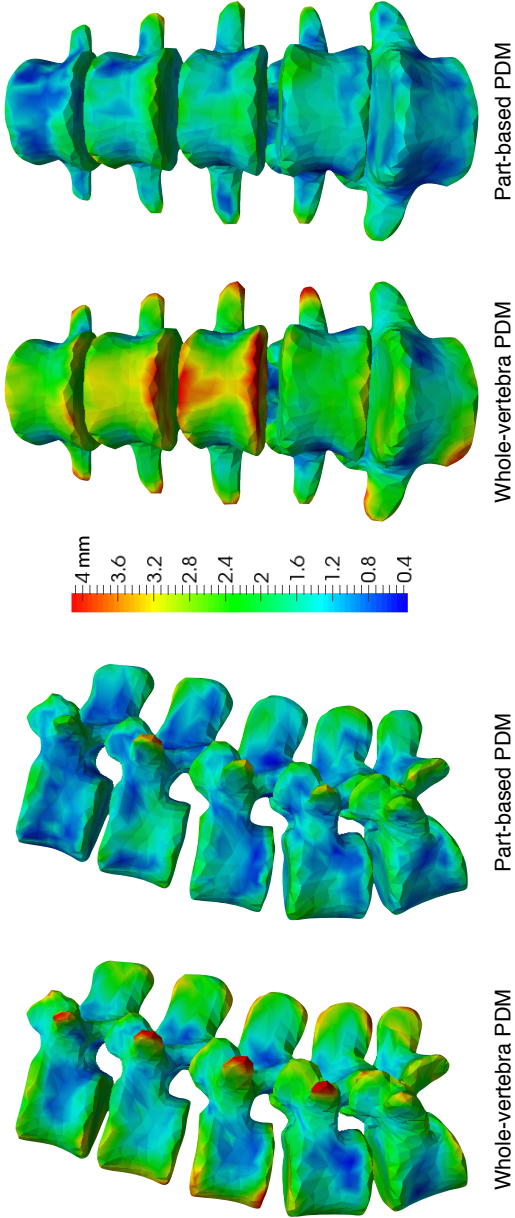 4 mm
3.6
3.2
2.8
2.4
2
1.6
1.2
0.8
0.4
Whole-vertebra PDM
Part-based PDM
Whole-vertebra PDM
Part-based PDM